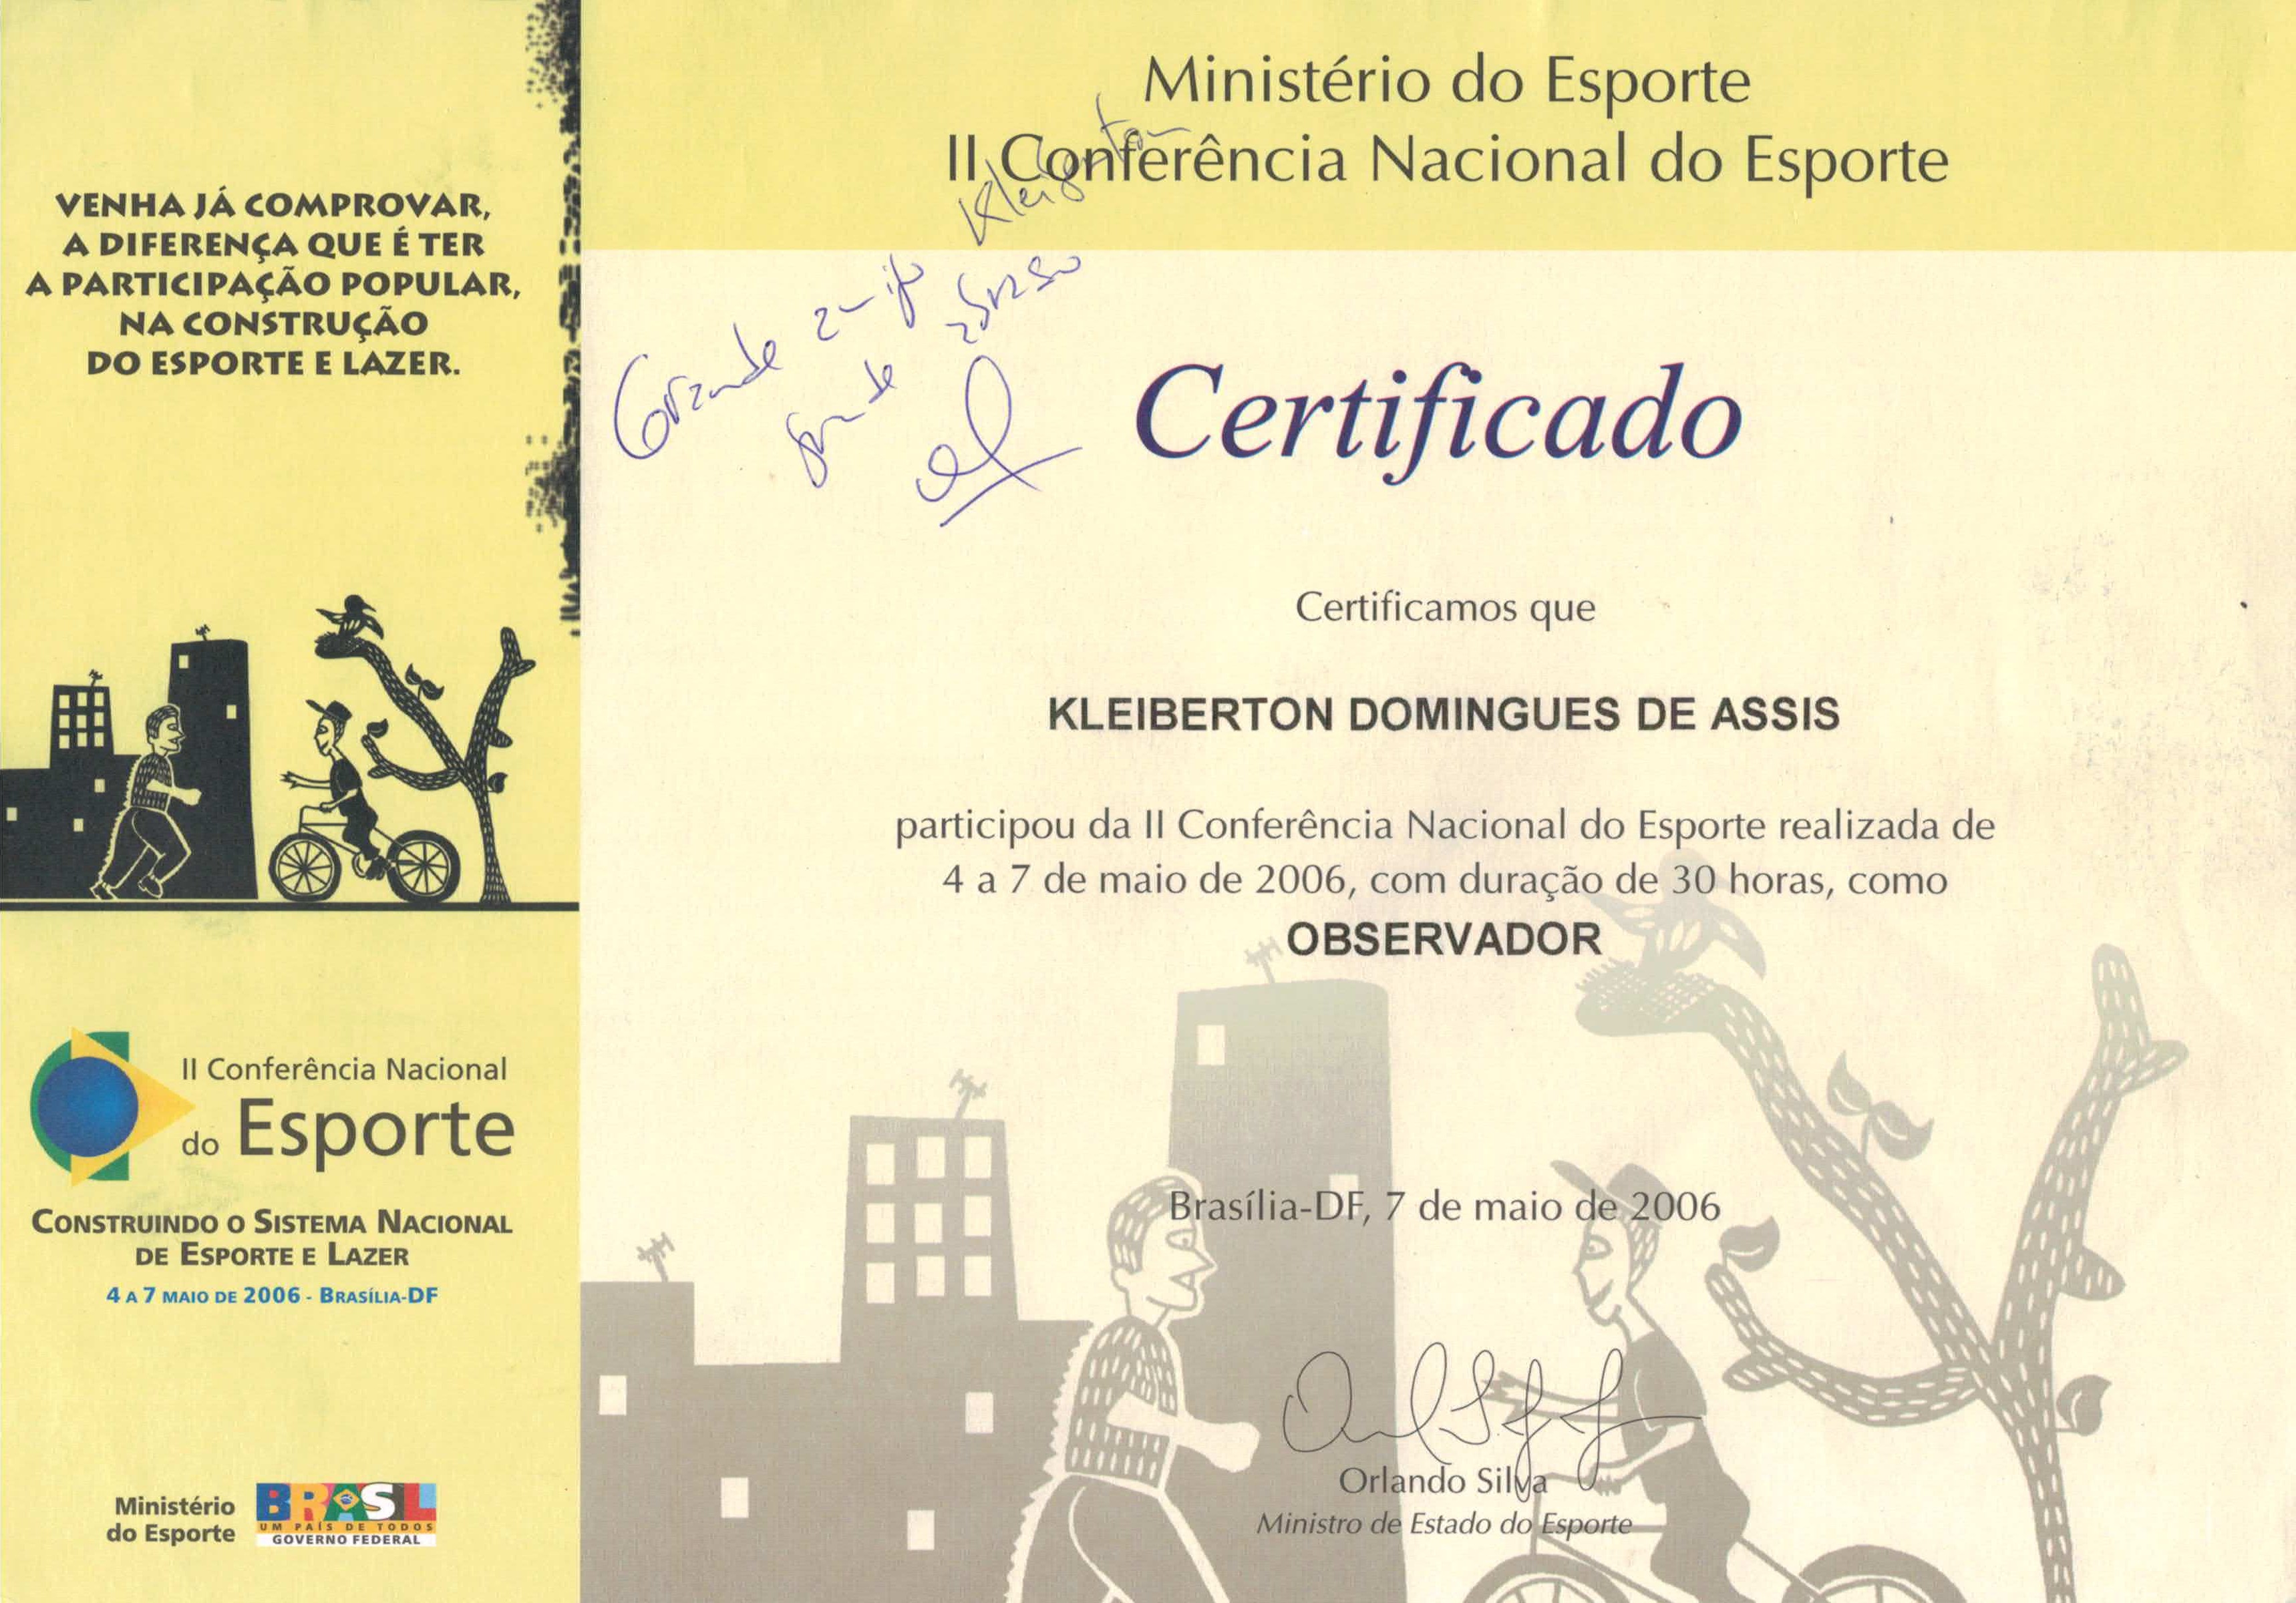 VENHA JÁ COMPROVAR,
A DIFERENÇA QUE É TER
A PARTICIPAÇÃO POPULAR,
NA CONSTRUÇÃO
DO ESPORTE E LAZER.
II Conferência Nacional
do Esporte
CONSTRUINDO O SISTEMA NACIONAL
DE ESPORTE E LAZER
4 A 7 MAIO DE 2006 - BRASÍLIA-DF
Ministério
do Esporte
BRASIL
UM PAÍS DE TODOS
GOVERNO FEDERAL
Ministério do Esporte
II Conferência Nacional do Esporte
Grande amigo Kleiberton
grande abraço
Certificado
Certificamos que
KLEIBERTON DOMINGUES DE ASSIS
participou da II Conferência Nacional do Esporte realizada de
4 a 7 de maio de 2006, com duração de 30 horas, como
OBSERVADOR
Brasília-DF, 7 de maio de 2006
Orlando Silva
Ministro de Estado do Esporte